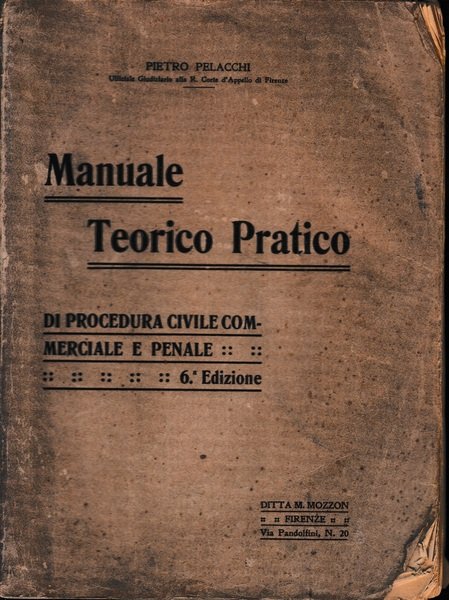 PIETRO PELACCHI
Ufficiale Giudiziario alla R. Corte d'Appello di Firenze
Manuale
Teorico Pratico
DI PROCEDURA CIVILE COM-
MERCIALE E PENALE :: ::
:: :: :: :: :: 6.ª Edizione
DITTA M. MOZZON
:: :: FIRENZE :: ::
Via Pandolfini, N. 20